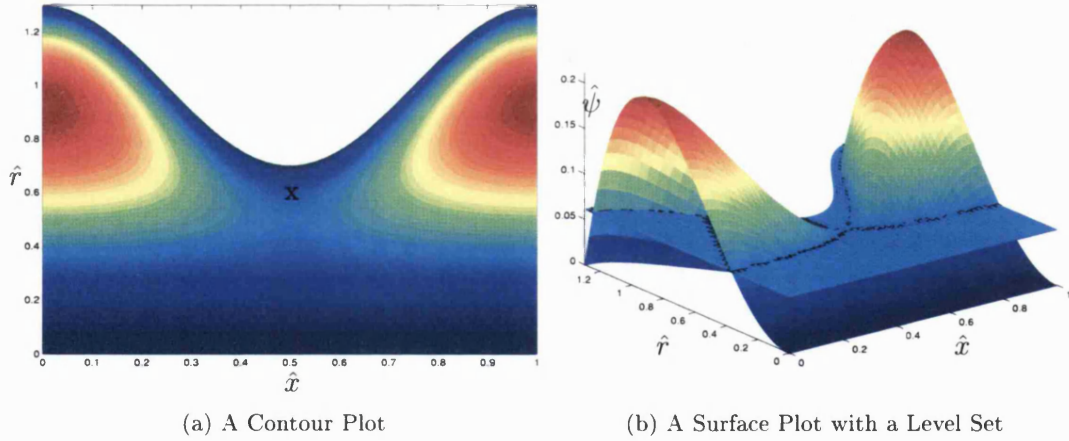 1.2
1
0.8
r̂
0.6
0.4
0.2
0
0 0.1 0.2 0.3 0.4 0.5 0.6 0.7 0.8 0.9 1
x̂
x
(a) A Contour Plot
0.2
ψ̂
0.15
0.1
0.05
0
1.2 1 0.8 0.6 0.4 0.2 0
r̂
0 0.2 0.4 0.6 0.8 1
x̂
(b) A Surface Plot with a Level Set